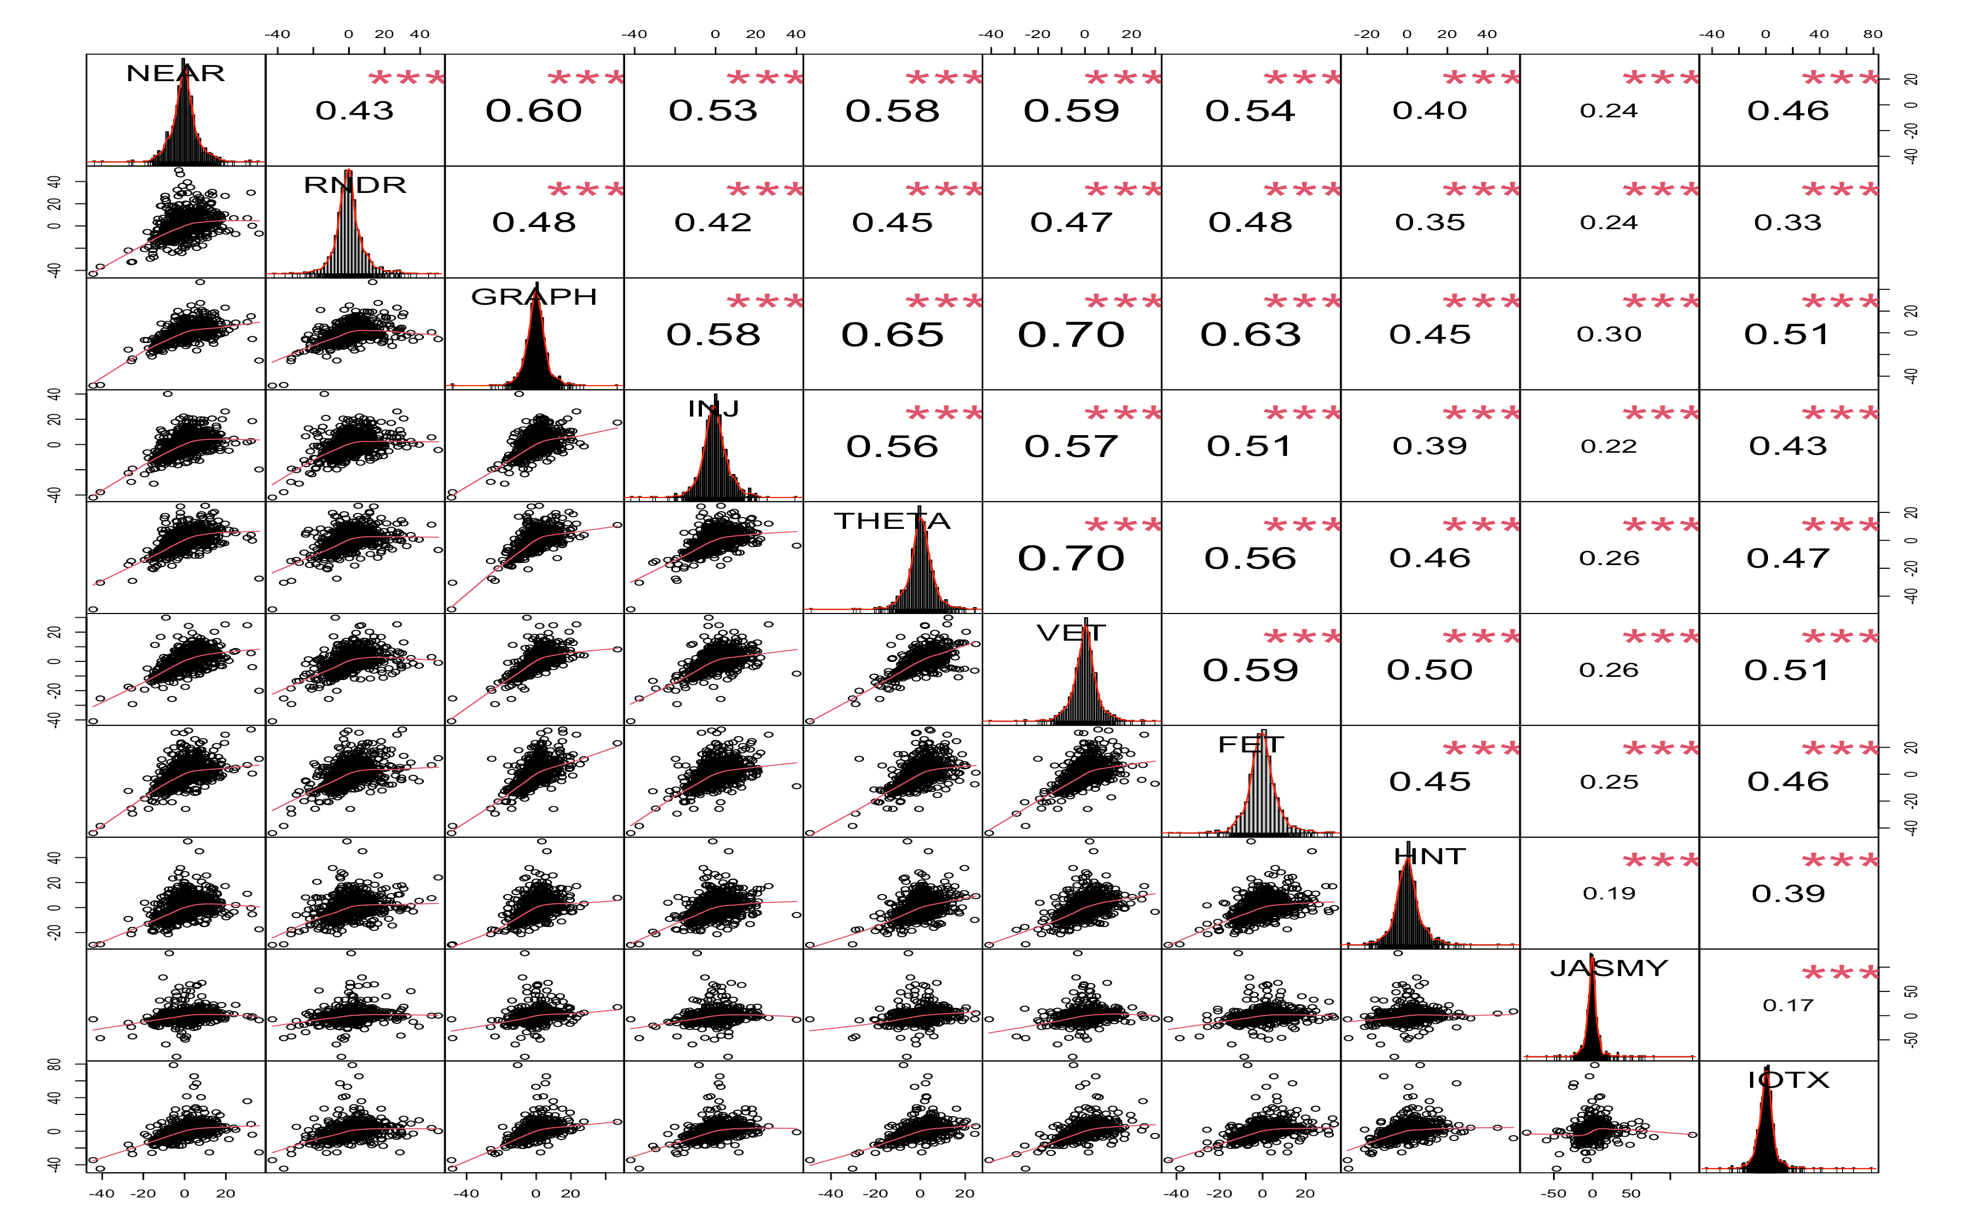 -40 0 20 40 -40 0 20 40 -40 -20 0 20 -20 0 20 40 -40 0 40 80
NEAR *** 0.43 *** 0.60 *** 0.53 *** 0.58 *** 0.59 *** 0.54 *** 0.40 *** 0.24 *** 0.46 -40 -20 0 20
40 0 20 40 RNDR *** 0.48 *** 0.42 *** 0.45 *** 0.47 *** 0.48 *** 0.35 *** 0.24 *** 0.33
GRAPH *** 0.58 *** 0.65 *** 0.70 *** 0.63 *** 0.45 *** 0.30 *** 0.51 40 0 20
40 0 20 40 INJ *** 0.56 *** 0.57 *** 0.51 *** 0.39 *** 0.22 *** 0.43
THETA *** 0.70 *** 0.56 *** 0.46 *** 0.26 *** 0.47 -40 -20 0 20
-40 -20 0 20 VET *** 0.59 *** 0.50 *** 0.26 *** 0.51
FET *** 0.45 *** 0.25 *** 0.46 -40 -20 0 20
-20 0 20 40 HNT *** 0.19 *** 0.39
JASMY *** 0.17 -50 0 50
40 0 20 40 80 IOTX
-40 0 20 -40 0 20 -40 -20 0 20 -40 -20 0 20 -50 0 50